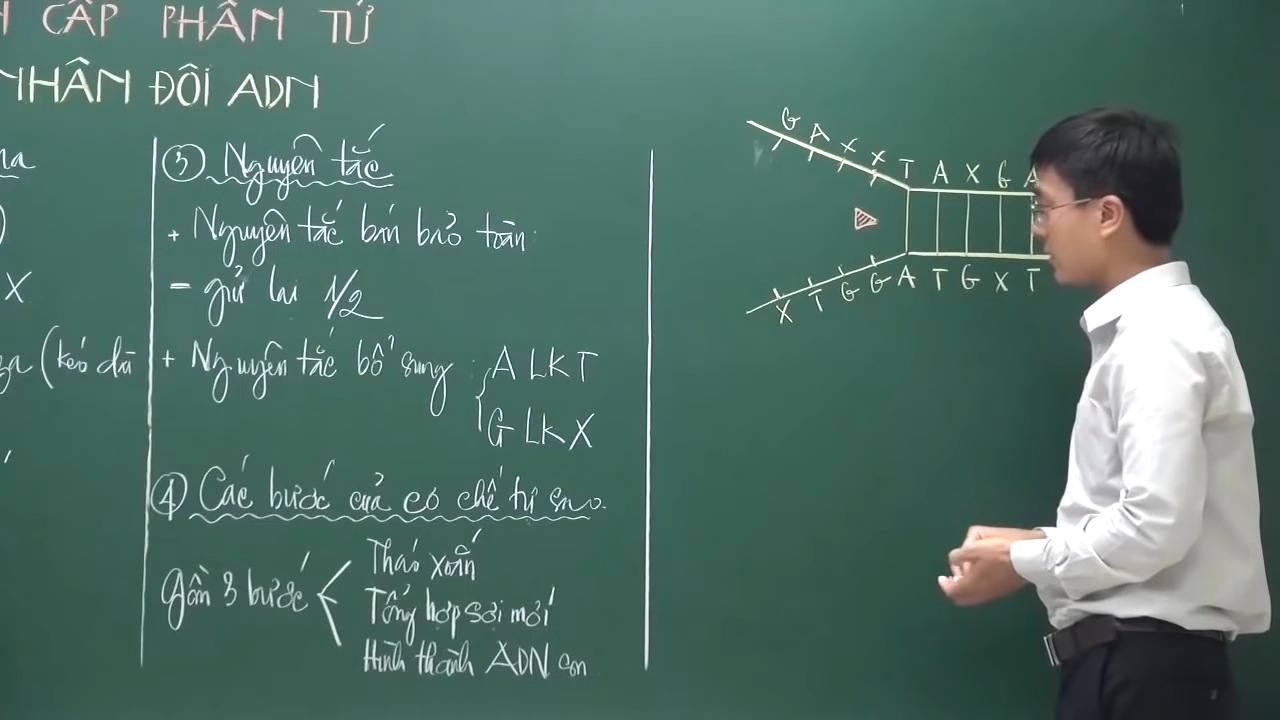 CẤP PHÂN TỬ
NHÂN ĐÔI ADN
X
(kéo dài
③ Nguyên tắc
+ Nguyên tắc bán bảo toàn
- giữ lại 1/2
+ Nguyên tắc bổ sung { A LK T
G LK X
④ Các bước của cơ chế tự sao.
Gồm 3 bước < Tháo xoắn
Tổng hợp sợi mới
Hình thành ADN con
G A X X T A X G A
X T G G A T G X T